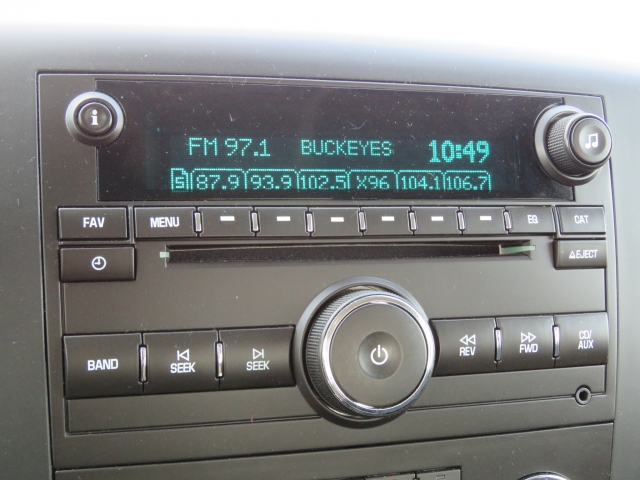 i
FM 97.1 BUCKEYES 10:49
5 87.9 93.9 102.5 X96 104.1 106.7
FAV MENU EQ CAT
EJECT
BAND SEEK SEEK REV FWD CD/
AUX